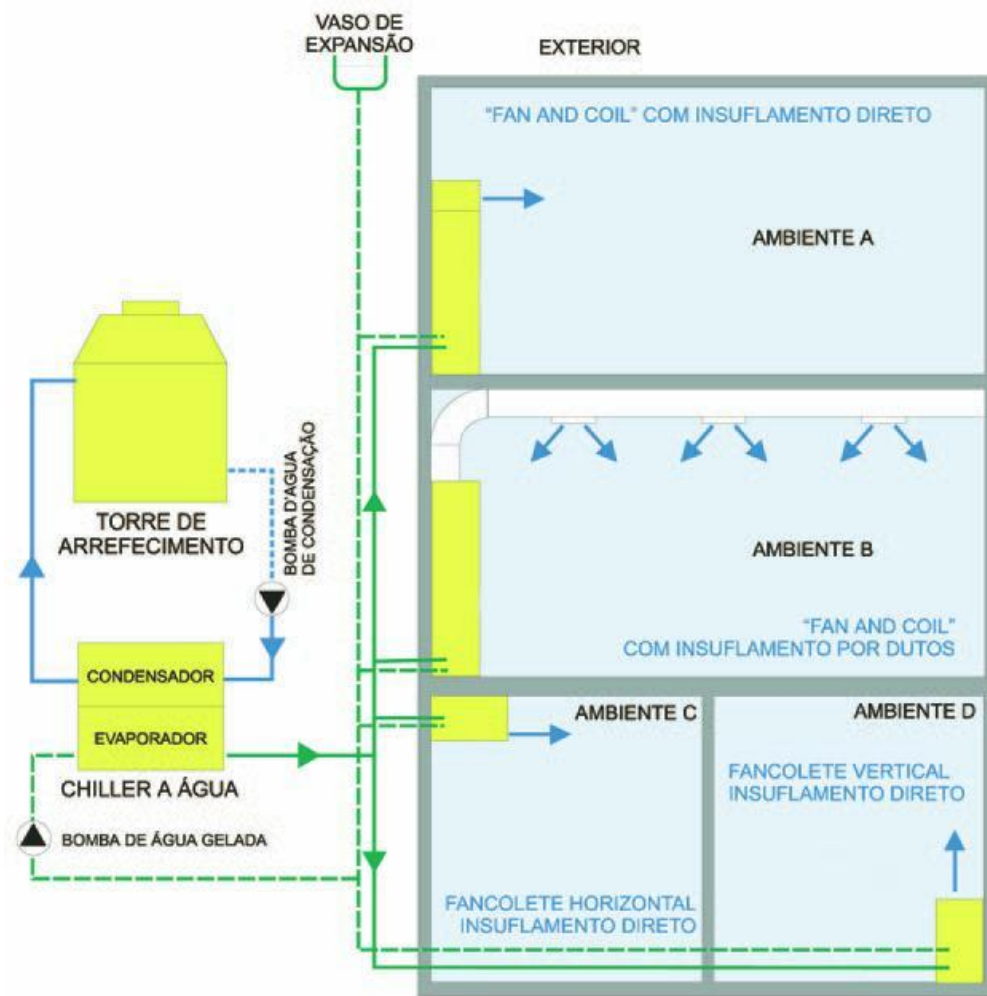 VASO DE
EXPANSÃO
EXTERIOR
"FAN AND COIL" COM INSUFLAMENTO DIRETO
AMBIENTE A
TORRE DE
ARREFECIMENTO
BOMBA D'AGUA
DE CONDENSAÇÃO
AMBIENTE B
"FAN AND COIL"
COM INSUFLAMENTO POR DUTOS
CONDENSADOR
EVAPORADOR
CHILLER A ÁGUA
BOMBA DE ÁGUA GELADA
AMBIENTE C
FANCOLETE HORIZONTAL
INSUFLAMENTO DIRETO
AMBIENTE D
FANCOLETE VERTICAL
INSUFLAMENTO DIRETO